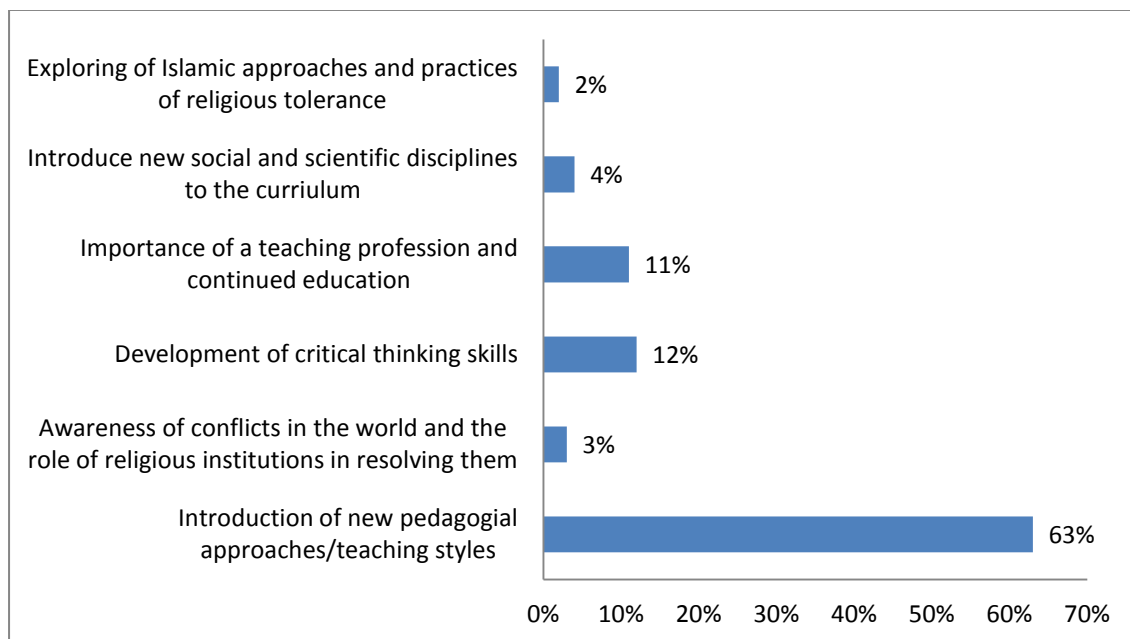 Exploring of Islamic approaches and practices
of religious tolerance
2%
Introduce new social and scientific disciplines
to the curriulum
4%
Importance of a teaching profession and
continued education
11%
Development of critical thinking skills
12%
Awareness of conflicts in the world and the
role of religious institutions in resolving them
3%
Introduction of new pedagogial
approaches/teaching styles
63%
0% 10% 20% 30% 40% 50% 60% 70%